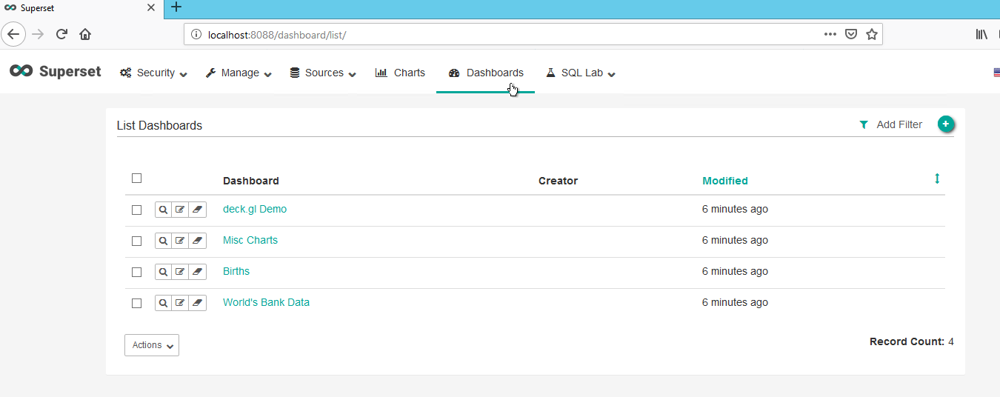 Superset
localhost:8088/dashboard/list/
Superset Security Manage Sources Charts Dashboards SQL Lab
List Dashboards Add Filter
Dashboard Creator Modified
deck.gl Demo 6 minutes ago
Misc Charts 6 minutes ago
Births 6 minutes ago
World's Bank Data 6 minutes ago
Actions Record Count: 4